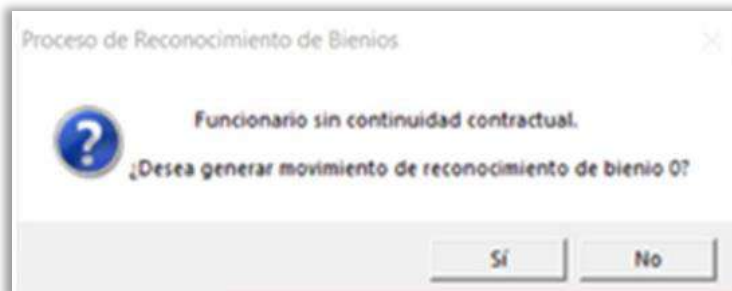 Proceso de Reconocimiento de Bienios
Funcionario sin continuidad contractual.
¿Desea generar movimiento de reconocimiento de bienio 0?
Sí No